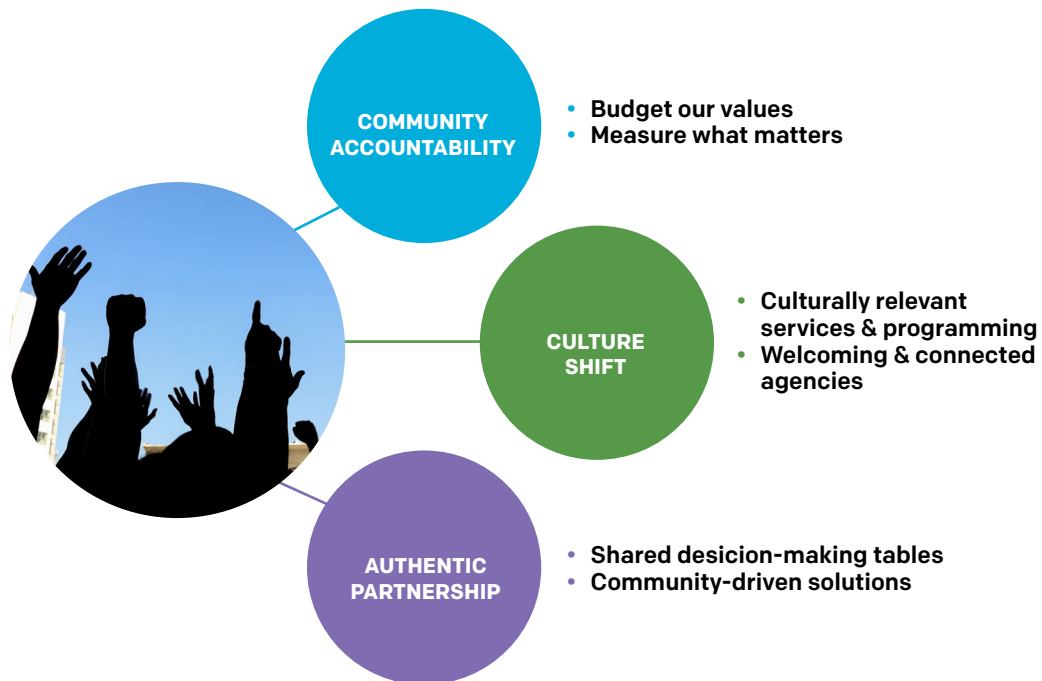 COMMUNITY
ACCOUNTABILITY
• Budget our values
• Measure what matters
CULTURE
SHIFT
• Culturally relevant
services & programming
• Welcoming & connected
agencies
AUTHENTIC
PARTNERSHIP
• Shared desicion-making tables
• Community-driven solutions